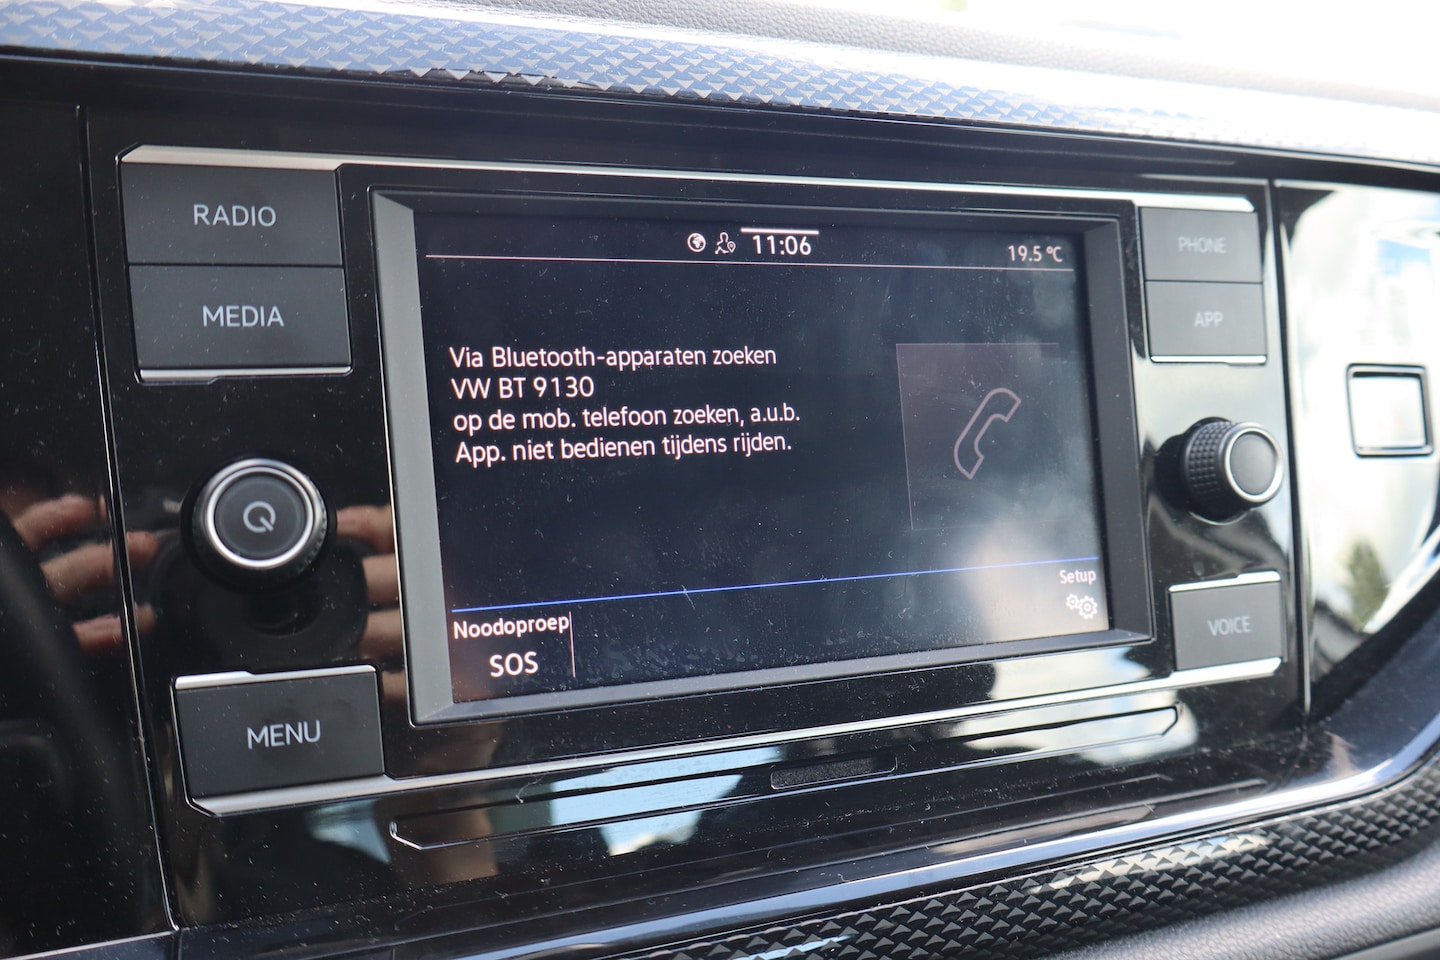 RADIO
MEDIA
MENU
11:06
19.5 °C
Via Bluetooth-apparaten zoeken
VW BT 9130
op de mob. telefoon zoeken, a.u.b.
App. niet bedienen tijdens rijden.
Setup
Noodoproep
SOS
PHONE
APP
VOICE